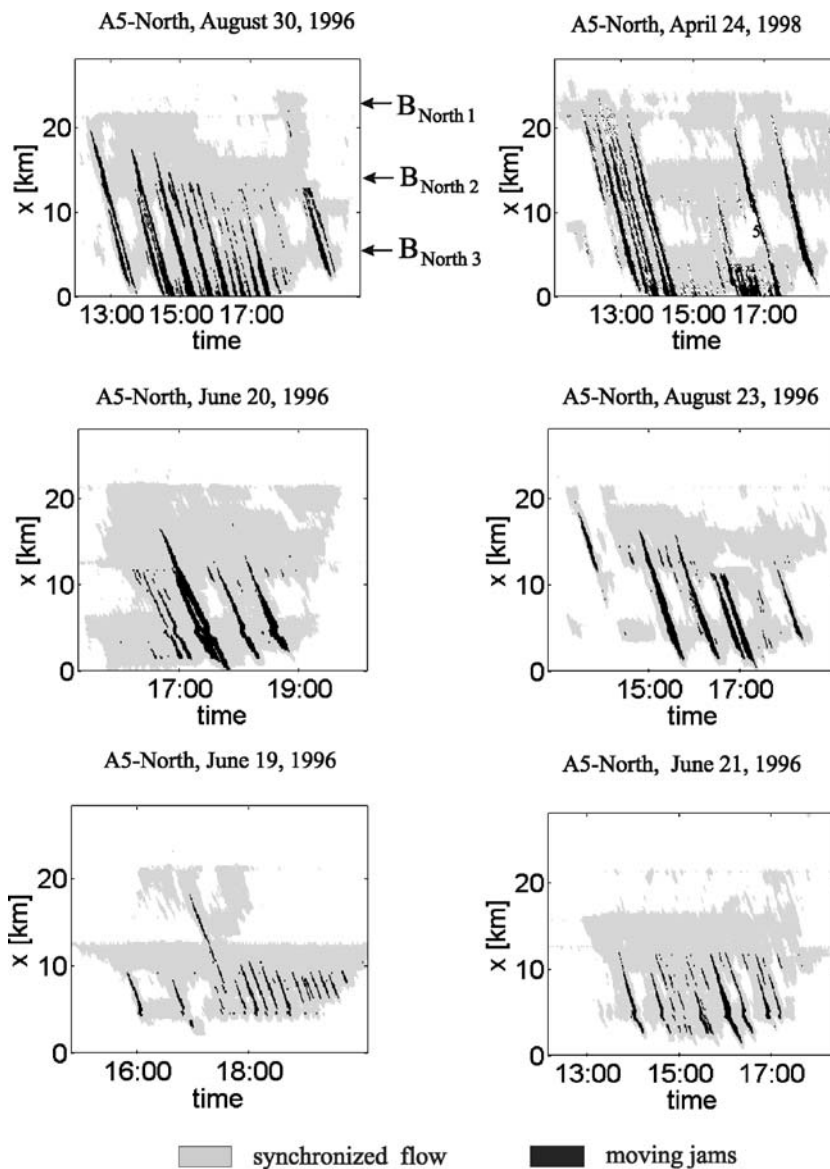 A5-North, August 30, 1996
A5-North, April 24, 1998
20
10
0
x [km]
13:00 15:00 17:00
time
B North 1
B North 2
B North 3
20
10
0
x [km]
5
13:00 15:00 17:00
time
A5-North, June 20, 1996
A5-North, August 23, 1996
20
10
0
x [km]
17:00 19:00
time
20
10
0
x [km]
15:00 17:00
time
A5-North, June 19, 1996
A5-North, June 21, 1996
20
10
0
x [km]
16:00 18:00
time
20
10
0
x [km]
13:00 15:00 17:00
time
synchronized flow
moving jams